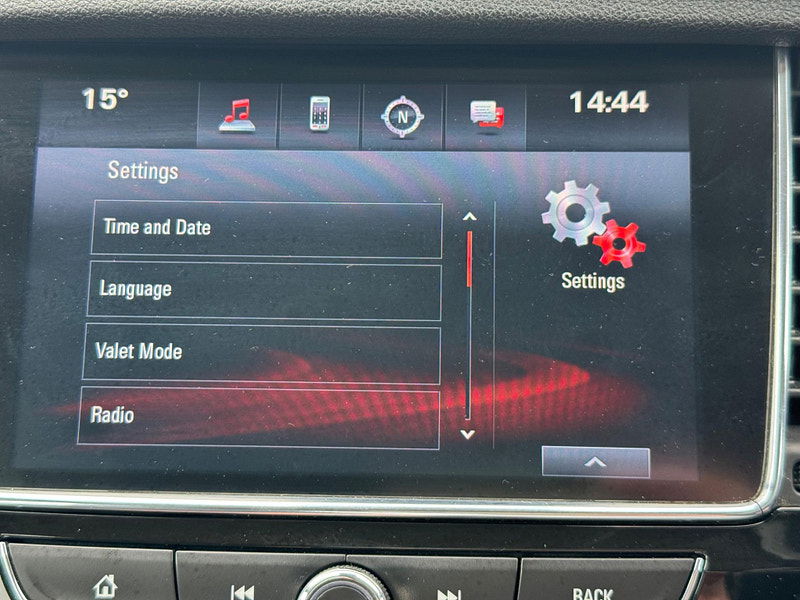 15°
N
14:44
Settings
Time and Date
Language
Valet Mode
Radio
Settings
BACK